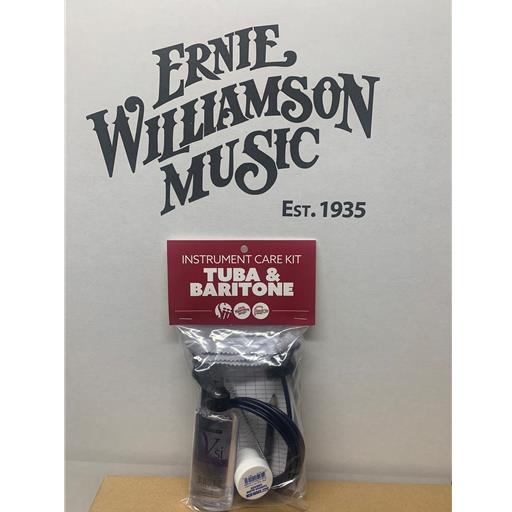 ERNIE
WILLIAMSON
MUSIC
EST. 1935
INSTRUMENT CARE KIT
TUBA &
BARITONE